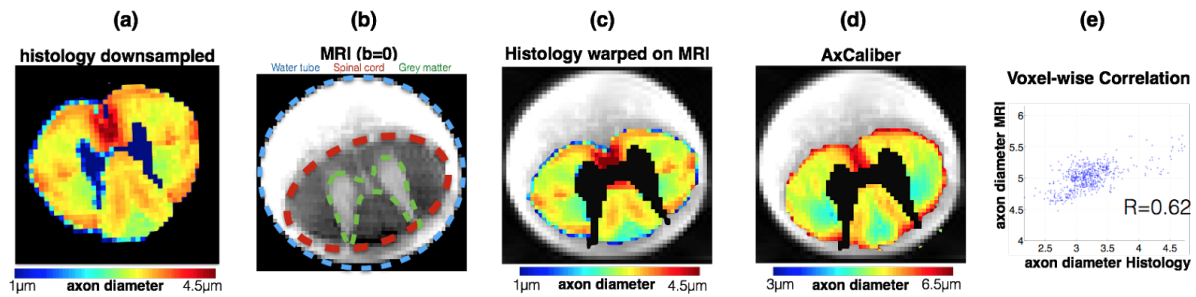 (a)
histology downsampled
1µm axon diameter 4.5µm
(b)
MRI (b=0)
Water tube Spinal cord Grey matter
(c)
Histology warped on MRI
1µm axon diameter 4.5µm
(d)
AxCaliber
3µm axon diameter 6.5µm
(e)
Voxel-wise Correlation
axon diameter MRI
6
5.5
5
4.5
4
R=0.62
2.5 3 3.5 4 4.5
axon diameter Histology